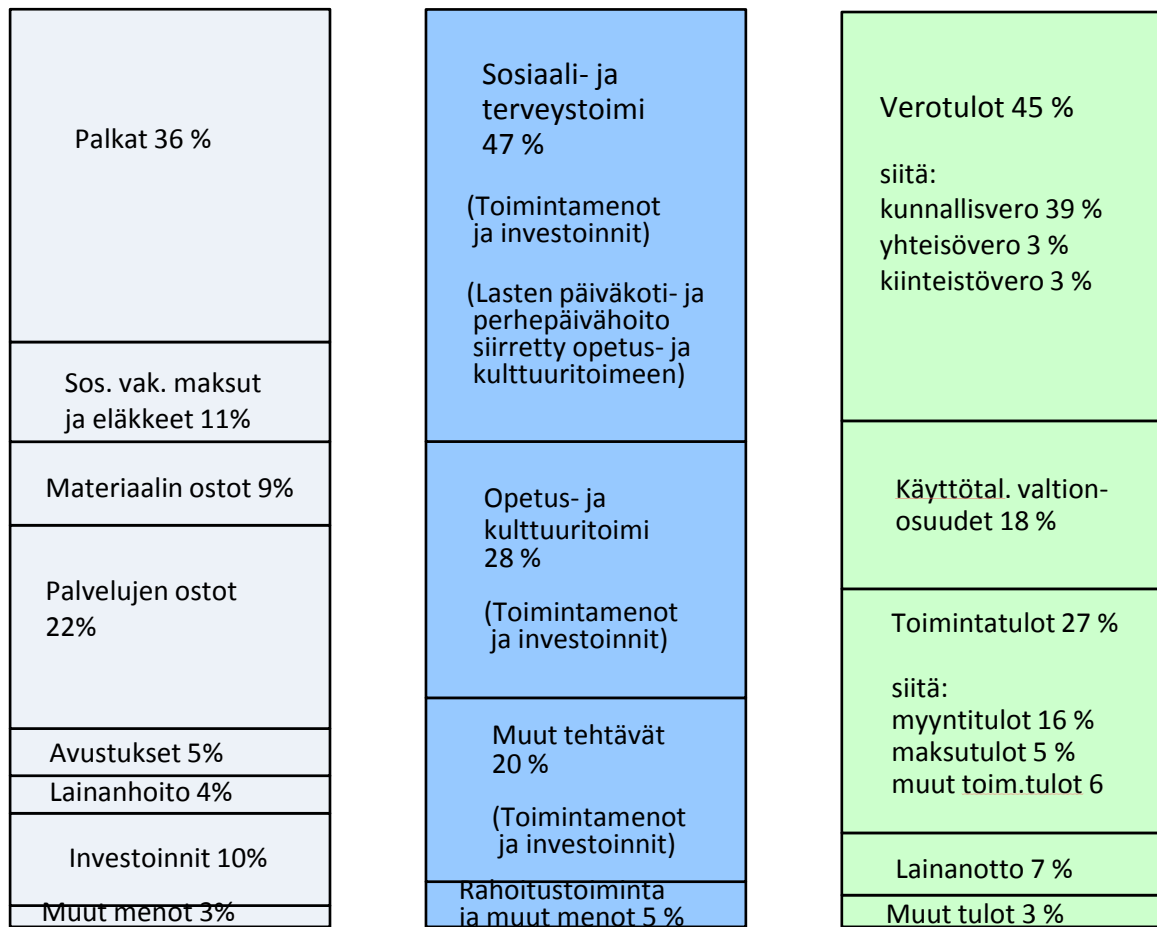 Palkat 36 %
Sos. vak. maksut
ja eläkkeet 11%
Materiaalin ostot 9%
Palvelujen ostot
22%
Avustukset 5%
Lainanhoito 4%
Investoinnit 10%
Muut menot 3%
Sosiaali- ja
terveystoimi
47 %
(Toimintamenot
ja investoinnit)
(Lasten päiväkoti- ja
perhepäivähoito
siirretty opetus- ja
kulttuuritoimeen)
Opetus- ja
kulttuuritoimi
28 %
(Toimintamenot
ja investoinnit)
Muut tehtävät
20 %
(Toimintamenot
ja investoinnit)
Rahoitustoiminta
ja muut menot 5 %
Verotulot 45 %
siitä:
kunnallisvero 39 %
yhteisövero 3 %
kiinteistövero 3 %
Käyttötal. valtion-
osuudet 18 %
Toimintatulot 27 %
siitä:
myyntitulot 16 %
maksutulot 5 %
muut toim.tulot 6
Lainanotto 7 %
Muut tulot 3 %